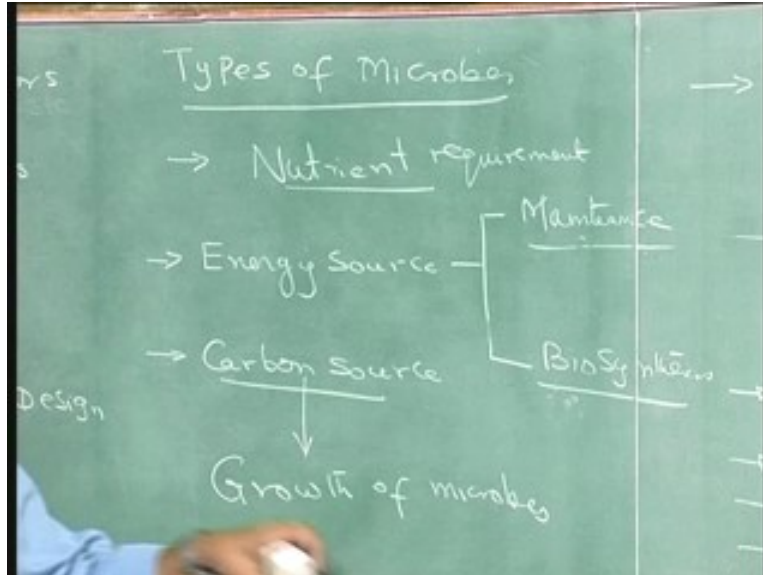 Types of Microbes
→ Nutrient requirement
→ Energy Source
Maintenance
Biosynthesis
→ Carbon source
Growth of microbes
Design